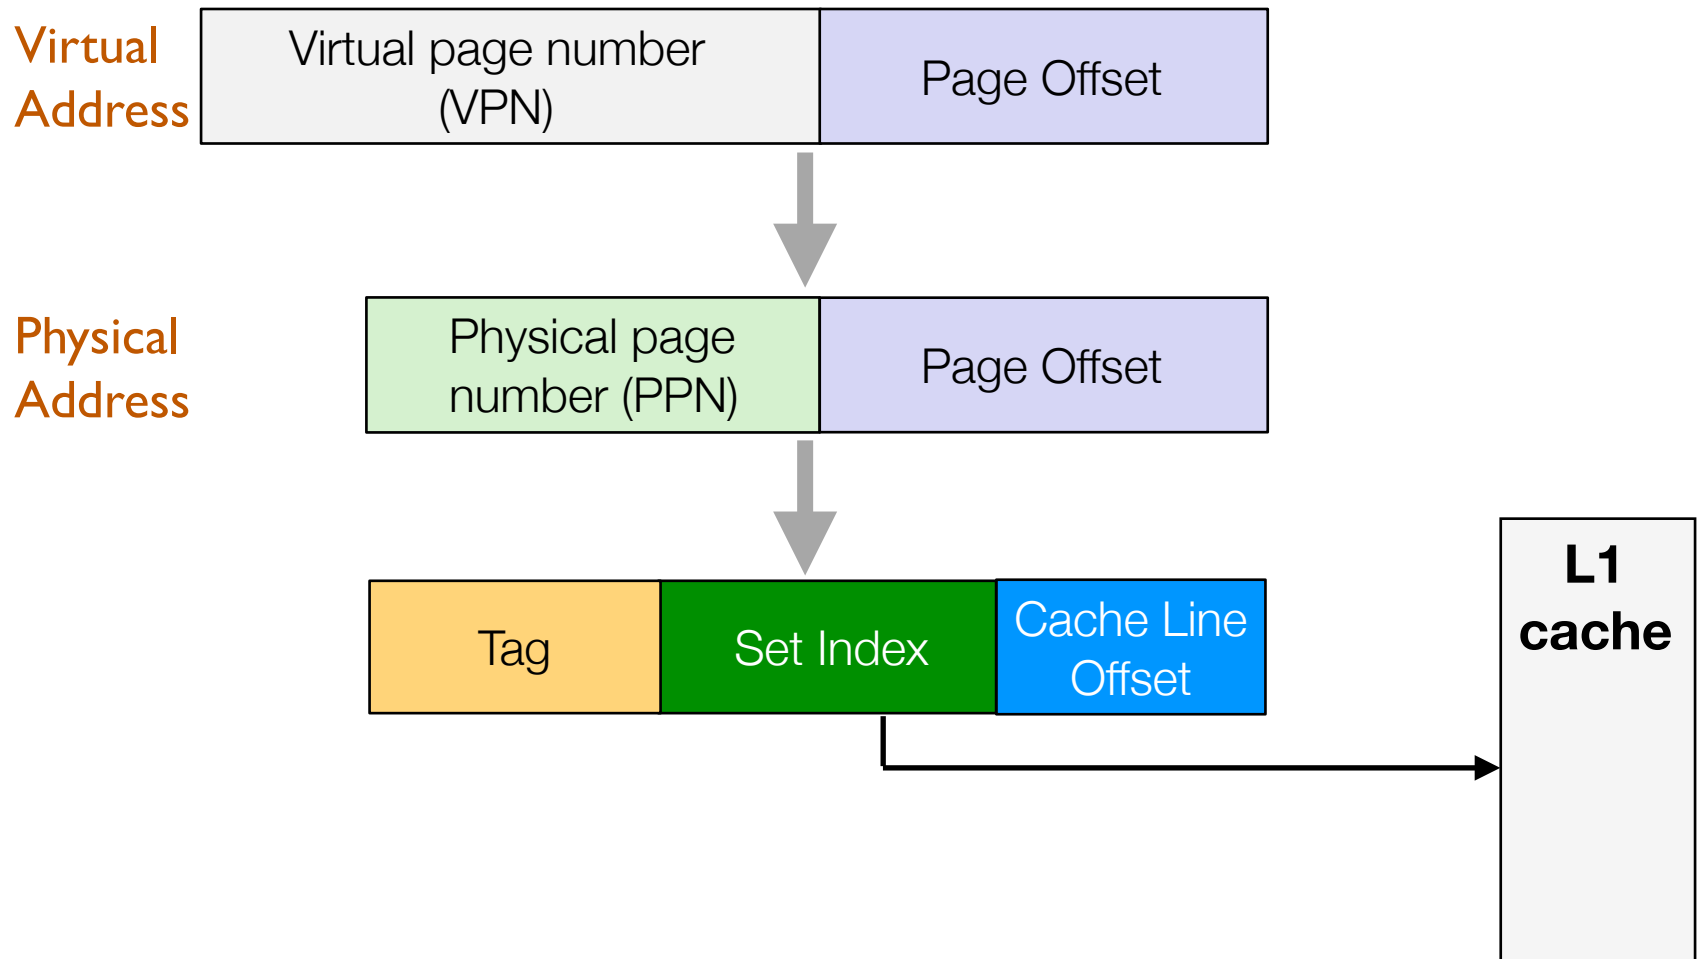 Virtual
Address
Virtual page number
(VPN)
Page Offset
Physical
Address
Physical page
number (PPN)
Page Offset
Tag
Set Index
Cache Line
Offset
L1
cache